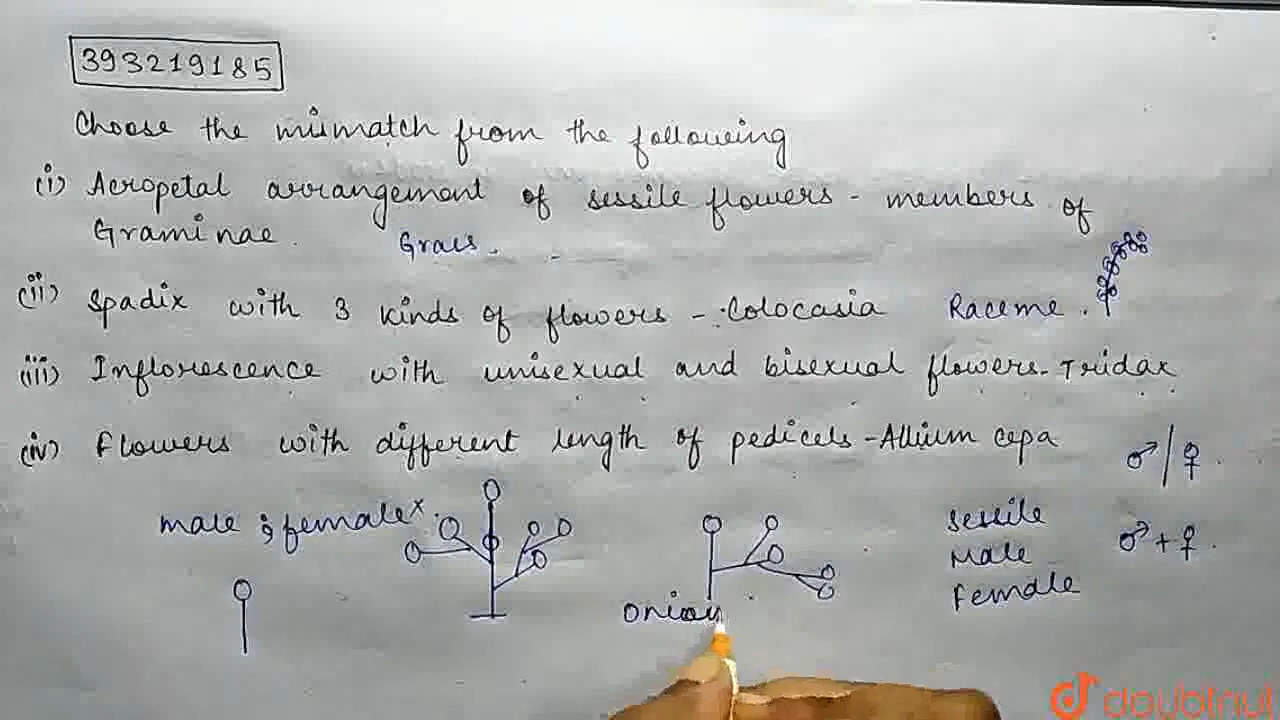 393219185
Choose the mismatch from the following
(i) Acropetal arrangement of sessile flowers - members of
Graminae. Grass.
(ii) Spadix with 3 kinds of flowers - Colocasia Raceme.
(iii) Inflorescence with unisexual and bisexual flowers - Tridax
(iv) Flowers with different length of pedicels - Allium cepa
♂/♀.
male ; female x.
sessile
Male ♂+♀.
Female
Onion
doubtnut